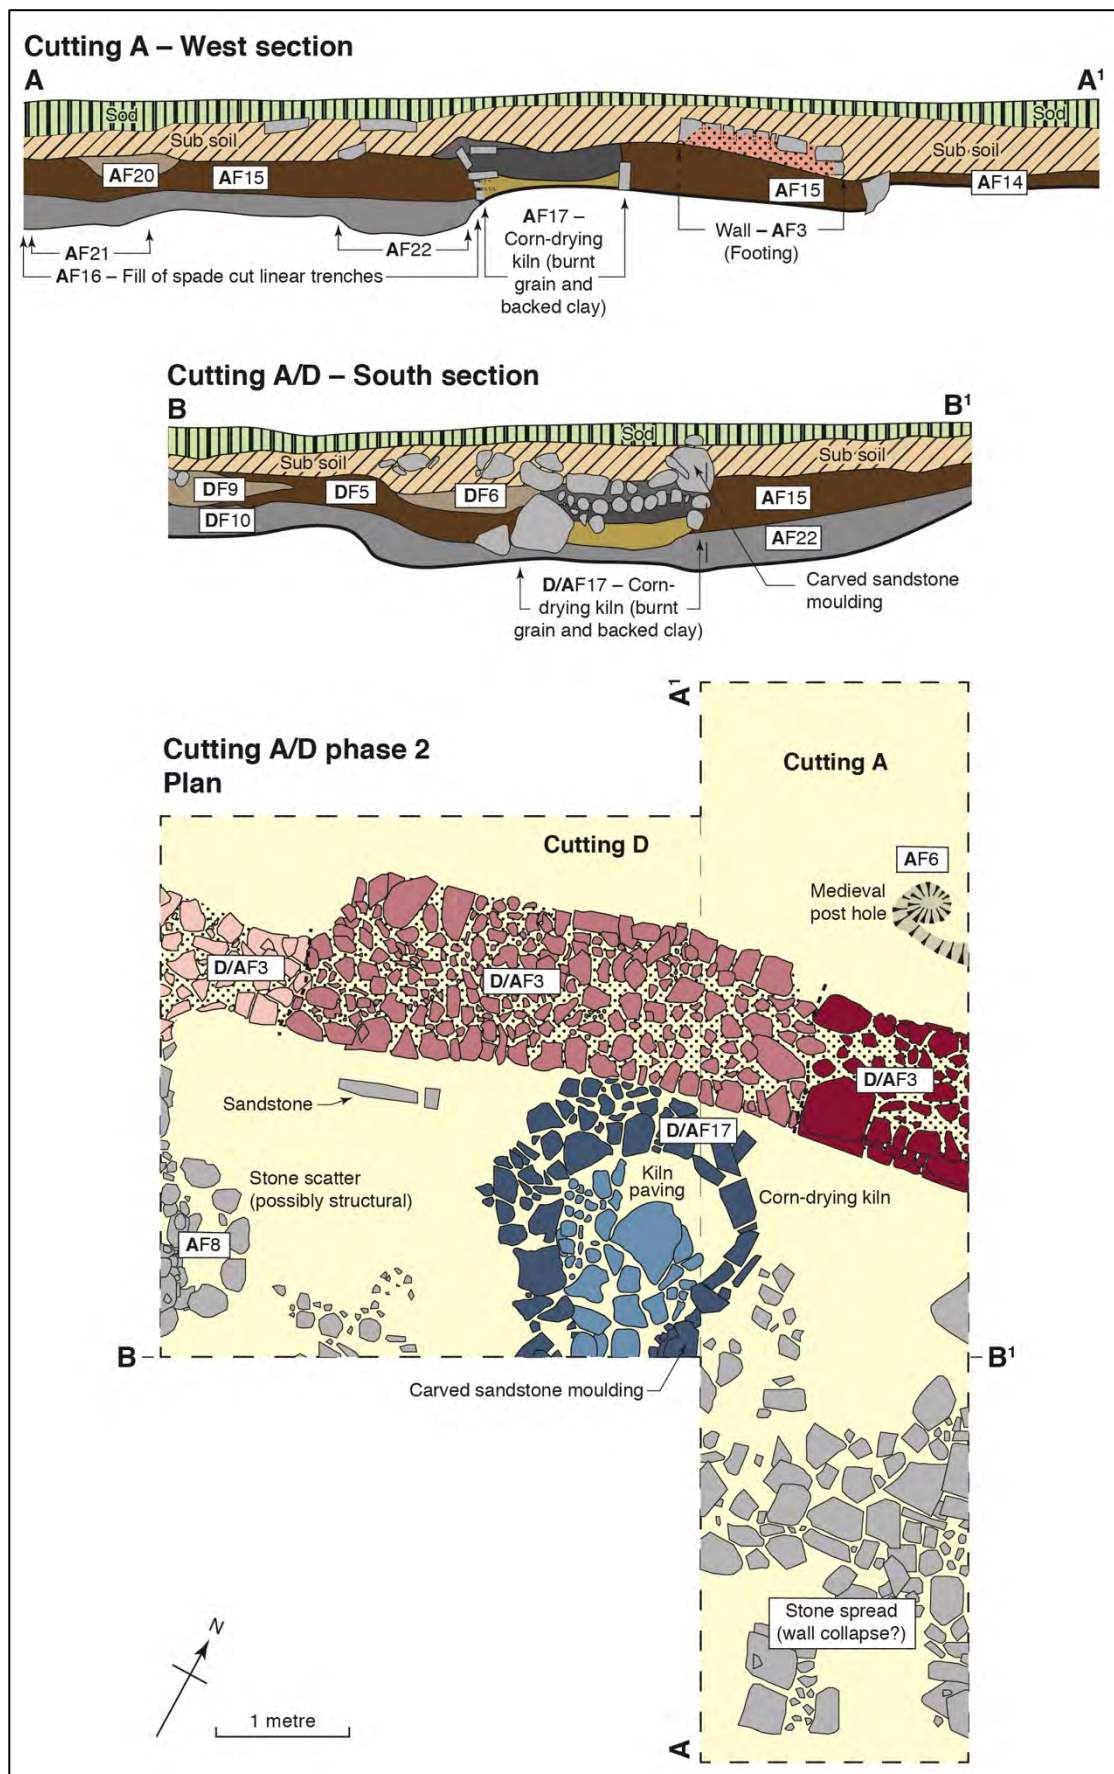 Cutting A – West section
A
A¹
Sod
Sod
Sub soil
Sub soil
AF20
AF15
AF15
AF14
AF21
AF22
AF16 – Fill of spade cut linear trenches
AF17 –
Corn-drying
kiln (burnt
grain and
backed clay)
Wall – AF3
(Footing)
Cutting A/D – South section
B
B¹
Sod
Sub soil
Sub soil
DF9
DF5
DF6
AF15
DF10
AF22
D/AF17 – Corn-
drying kiln (burnt
grain and backed clay)
Carved sandstone
moulding
Cutting A/D phase 2
Plan
A¹
Cutting A
Cutting D
AF6
Medieval
post hole
D/AF3
D/AF3
D/AF3
Sandstone
D/AF17
Kiln
paving
Corn-drying kiln
Stone scatter
(possibly structural)
AF8
B
B¹
Carved sandstone moulding
Stone spread
(wall collapse?)
N
1 metre
A